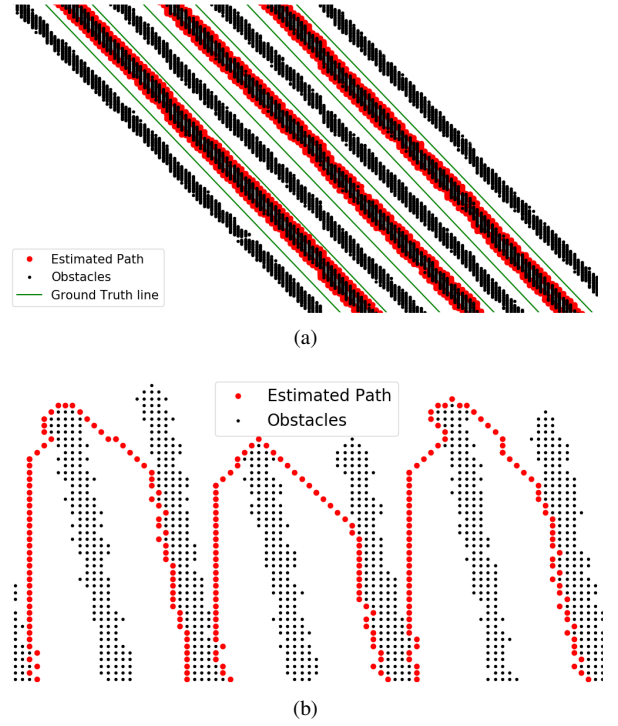 Estimated Path
Obstacles
Ground Truth line
(a)
Estimated Path
Obstacles
(b)